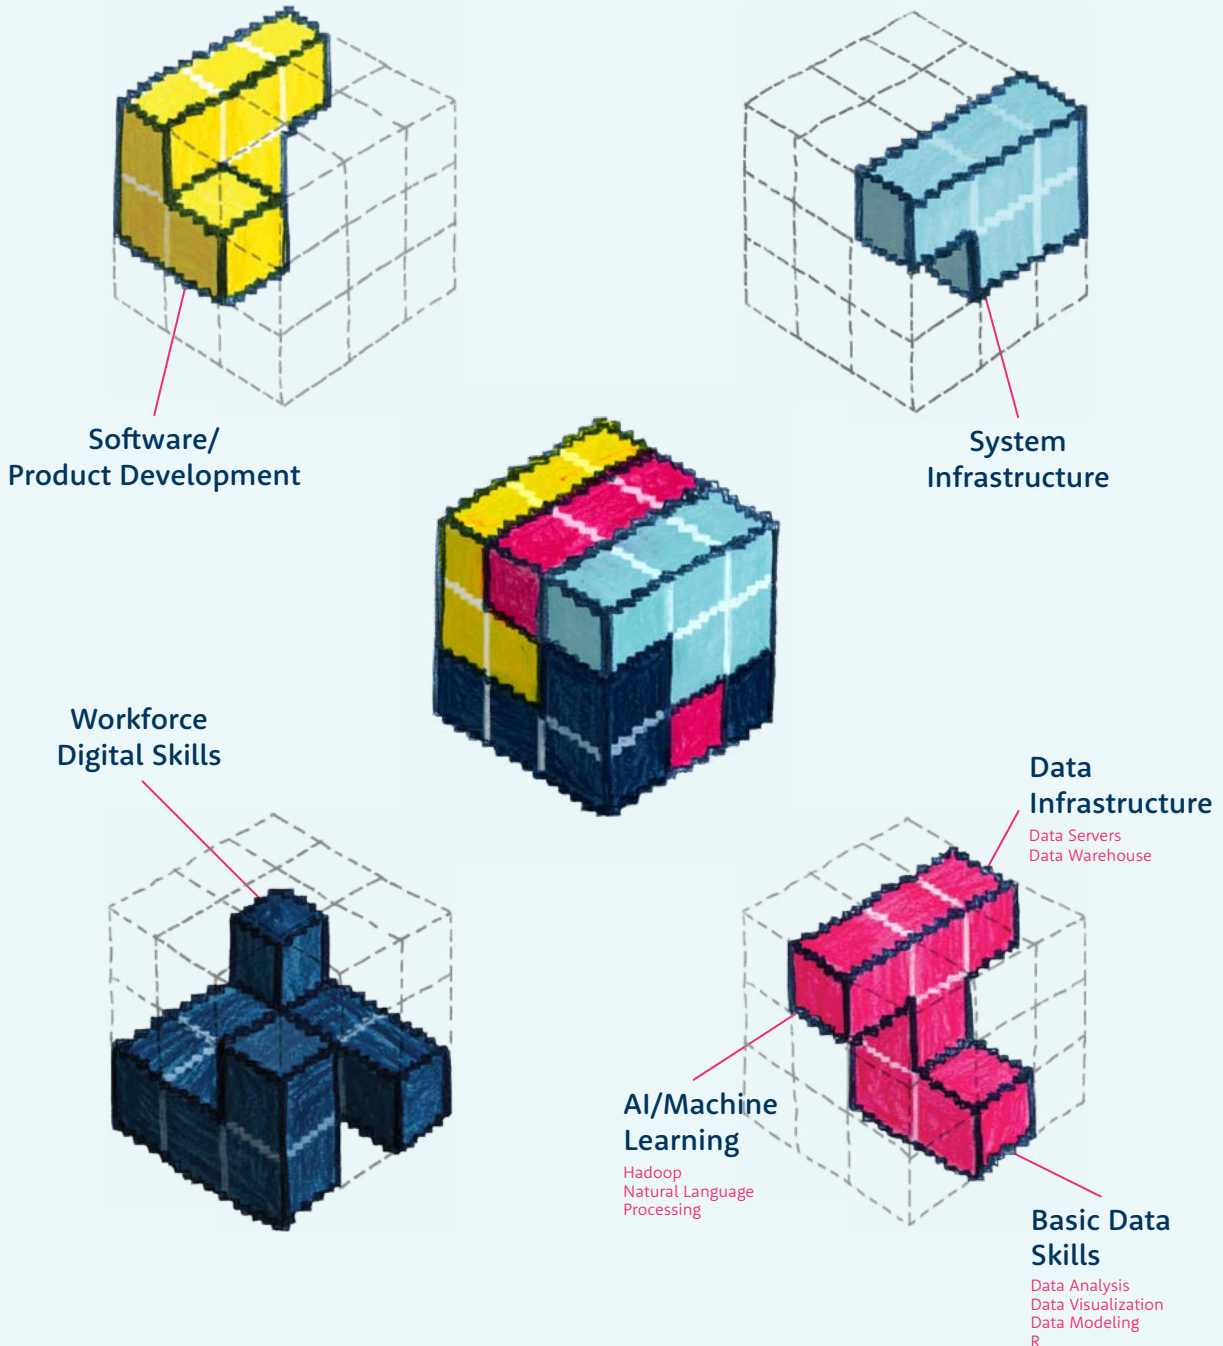 Software/
Product Development
System
Infrastructure
Workforce
Digital Skills
Data
Infrastructure
Data Servers
Data Warehouse
AI/Machine
Learning
Hadoop
Natural Language
Processing
Basic Data
Skills
Data Analysis
Data Visualization
Data Modeling
R